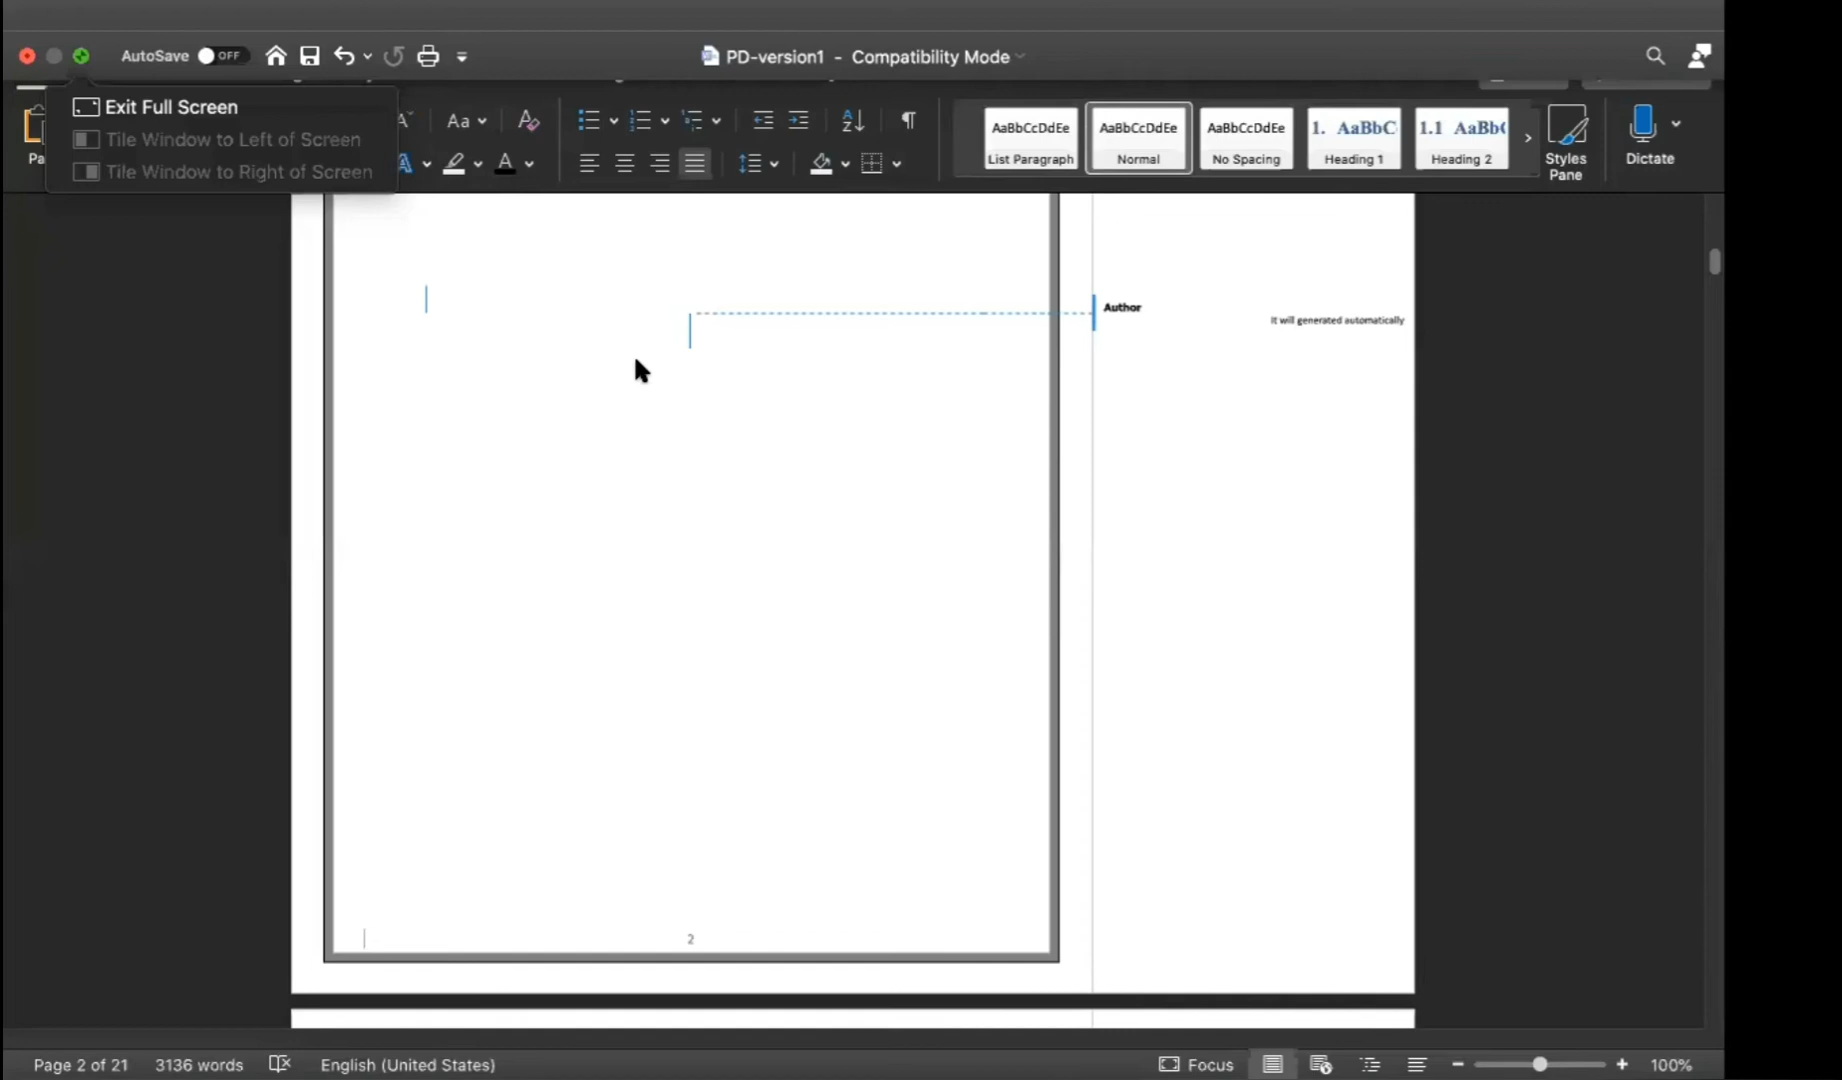 AutoSave OFF PD-version1 - Compatibility Mode
Exit Full Screen
Tile Window to Left of Screen
Tile Window to Right of Screen
Pa
A Aa A
A A
A Z
¶
AaBbCcDdEe AaBbCcDdEe AaBbCcDdEe 1. AaBbC 1.1 AaBb(
List Paragraph Normal No Spacing Heading 1 Heading 2
Styles
Pane
Dictate
Author
It will generated automatically
2
Page 2 of 21 3136 words English (United States) Focus 100%